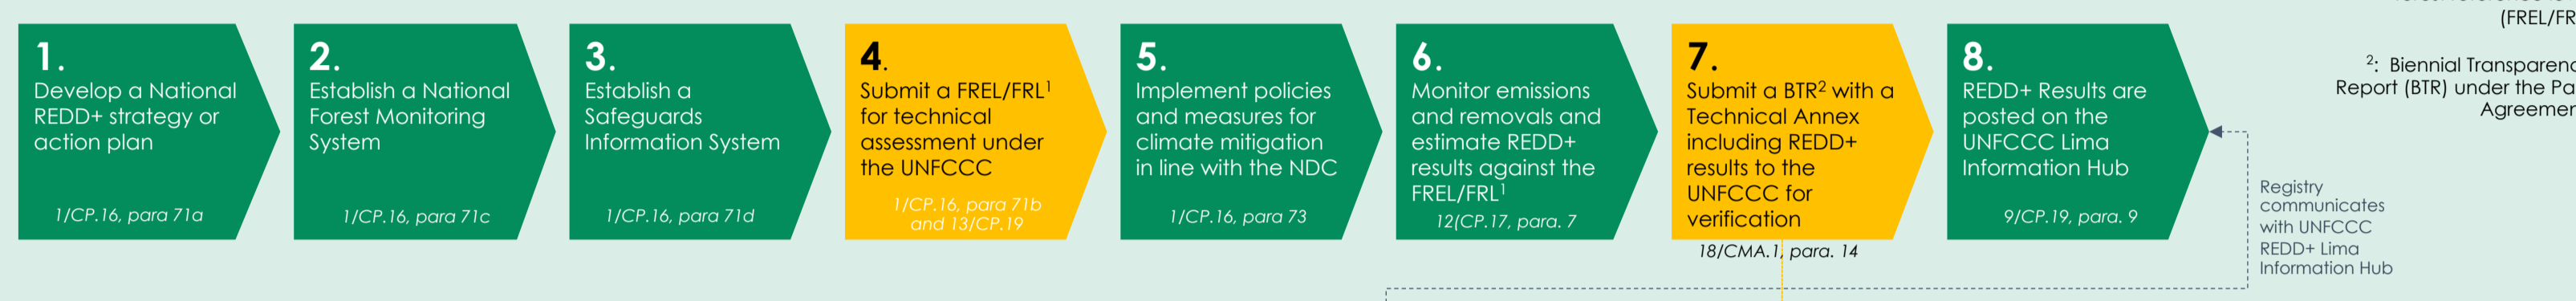 1.
Develop a National
REDD+ strategy or
action plan
1/CP.16, para 71a
2.
Establish a National
Forest Monitoring
System
1/CP.16, para 71c
3.
Establish a
Safeguards
Information System
1/CP.16, para 71d
4.
Submit a FREL/FRL1
for technical
assessment under
the UNFCCC
1/CP.16, para 71b
and 13/CP.19
5.
Implement policies
and measures for
climate mitigation
in line with the NDC
1/CP.16, para 73
6.
Monitor emissions
and removals and
estimate REDD+
results against the
FREL/FRL1
12(CP.17, para. 7
7.
Submit a BTR2 with a
Technical Annex
including REDD+
results to the
UNFCCC for
verification
18/CMA.1, para. 14
8.
REDD+ Results are
posted on the
UNFCCC Lima
Information Hub
9/CP.19, para. 9
(FREL/FR
2: Biennial Transparenc
Report (BTR) under the Pa
Agreemen
Registry
communicates
with UNFCCC
REDD+ Lima
Information Hub